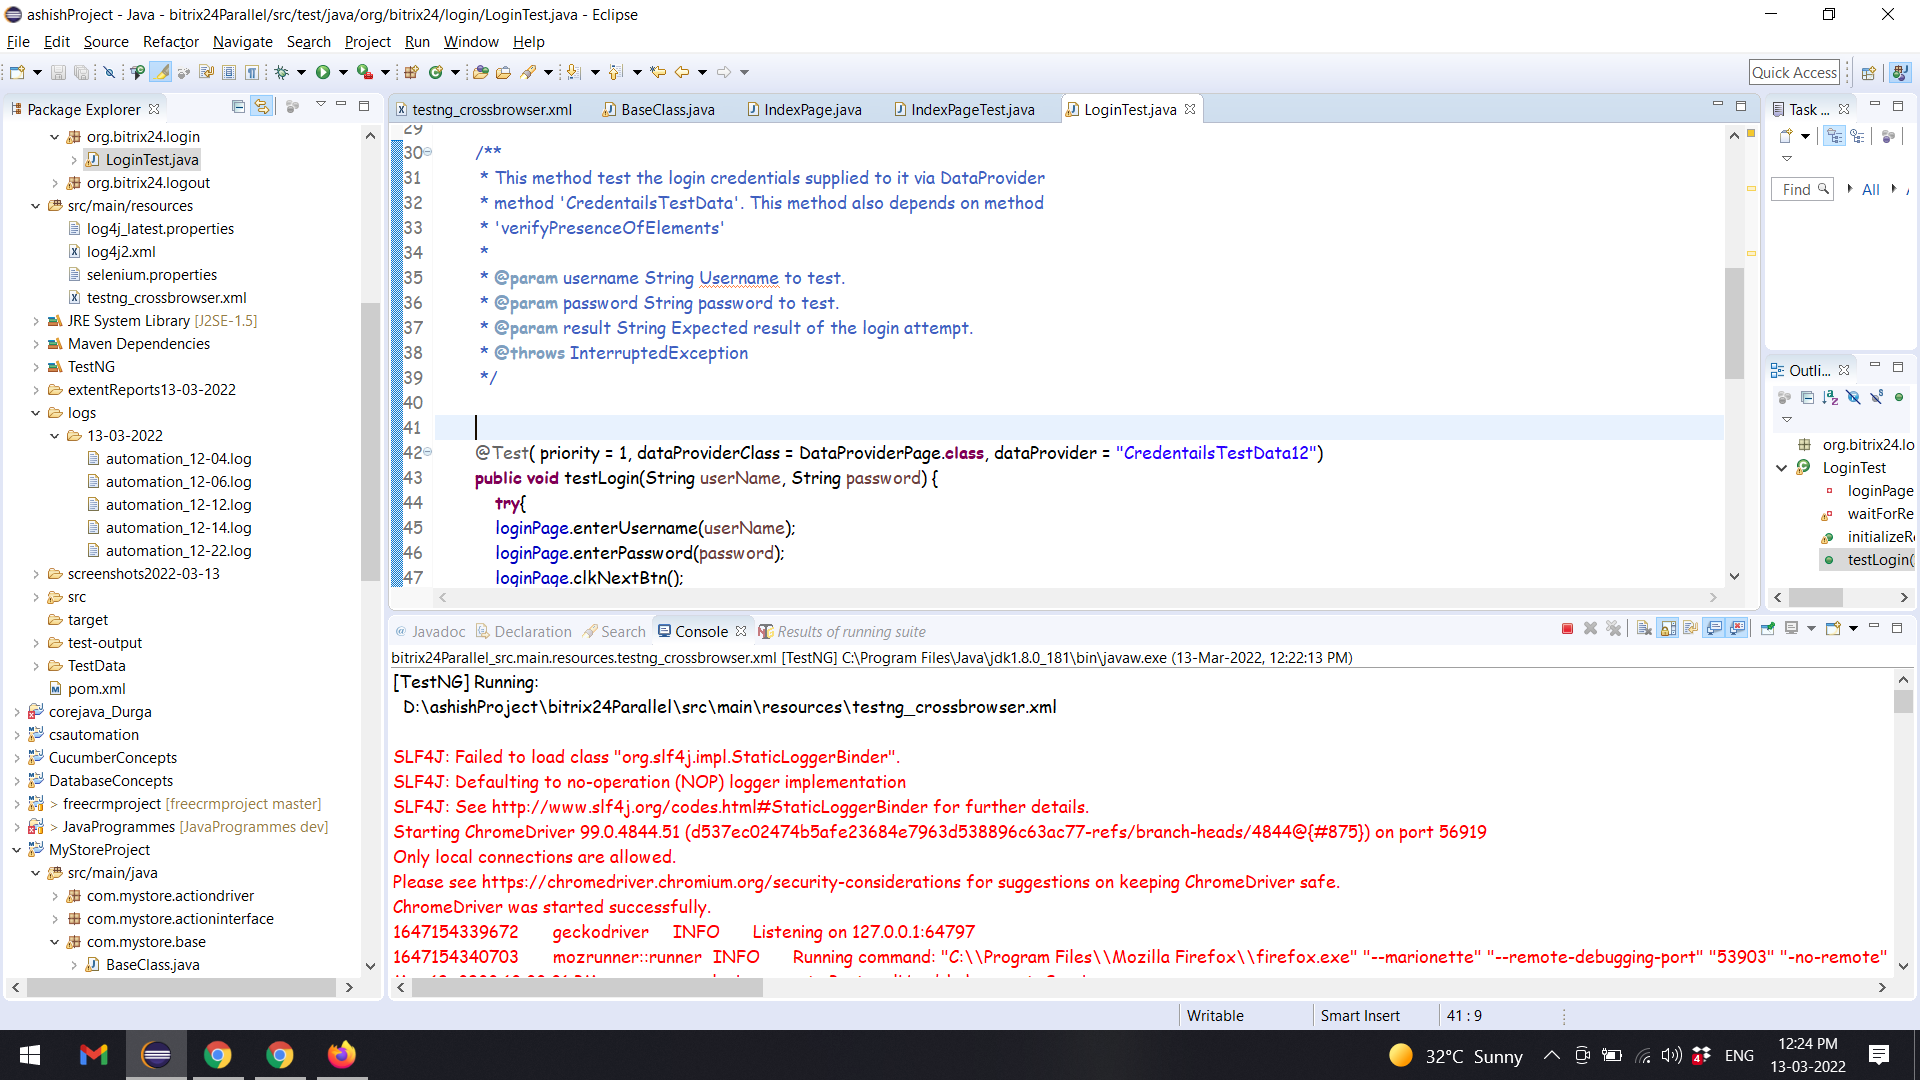 ashishProject - Java - bitrix24Parallel/src/test/java/org/bitrix24/login/LoginTest.java - Eclipse
File Edit Source Refactor Navigate Search Project Run Window Help
Quick Access
Package Explorer
org.bitrix24.login
LoginTest.java
org.bitrix24.logout
src/main/resources
log4j_latest.properties
log4j2.xml
selenium.properties
testng_crossbrowser.xml
JRE System Library [J2SE-1.5]
Maven Dependencies
TestNG
extentReports13-03-2022
logs
13-03-2022
automation_12-04.log
automation_12-06.log
automation_12-12.log
automation_12-14.log
automation_12-22.log
screenshots2022-03-13
src
target
test-output
TestData
pom.xml
corejava_Durga
csautomation
CucumberConcepts
DatabaseConcepts
> freecrmproject [freecrmproject master]
> JavaProgrammes [JavaProgrammes dev]
MyStoreProject
src/main/java
com.mystore.actiondriver
com.mystore.actioninterface
com.mystore.base
BaseClass.java
testng_crossbrowser.xml BaseClass.java IndexPage.java IndexPageTest.java LoginTest.java
29
30 /**
31 * This method test the login credentials supplied to it via DataProvider
32 * method 'CredentailsTestData'. This method also depends on method
33 * 'verifyPresenceOfElements'
34 *
35 * @param username String Username to test.
36 * @param password String password to test.
37 * @param result String Expected result of the login attempt.
38 * @throws InterruptedException
39 */
40
41
42 @Test( priority = 1, dataProviderClass = DataProviderPage.class, dataProvider = "CredentailsTestData12")
43 public void testLogin(String userName, String password) {
44 try{
45 loginPage.enterUsername(userName);
46 loginPage.enterPassword(password);
47 loginPage.clkNextBtn();
Task ...
Find All
Outli...
org.bitrix24.lo
LoginTest
loginPage
waitForRe
initializeR
testLogin(
@ Javadoc Declaration Search Console Results of running suite
bitrix24Parallel_src.main.resources.testng_crossbrowser.xml [TestNG] C:\Program Files\Java\jdk1.8.0_181\bin\javaw.exe (13-Mar-2022, 12:22:13 PM)
[TestNG] Running:
D:\ashishProject\bitrix24Parallel\src\main\resources\testng_crossbrowser.xml
SLF4J: Failed to load class "org.slf4j.impl.StaticLoggerBinder".
SLF4J: Defaulting to no-operation (NOP) logger implementation
SLF4J: See http://www.slf4j.org/codes.html#StaticLoggerBinder for further details.
Starting ChromeDriver 99.0.4844.51 (d537ec02474b5afe23684e7963d538896c63ac77-refs/branch-heads/4844@{#875}) on port 56919
Only local connections are allowed.
Please see https://chromedriver.chromium.org/security-considerations for suggestions on keeping ChromeDriver safe.
ChromeDriver was started successfully.
1647154339672 geckodriver INFO Listening on 127.0.0.1:64797
1647154340703 mozrunner::runner INFO Running command: "C:\\Program Files\\Mozilla Firefox\\firefox.exe" "--marionette" "--remote-debugging-port" "53903" "-no-remote"
Writable Smart Insert 41 : 9
32°C Sunny
4
ENG
12:24 PM
13-03-2022